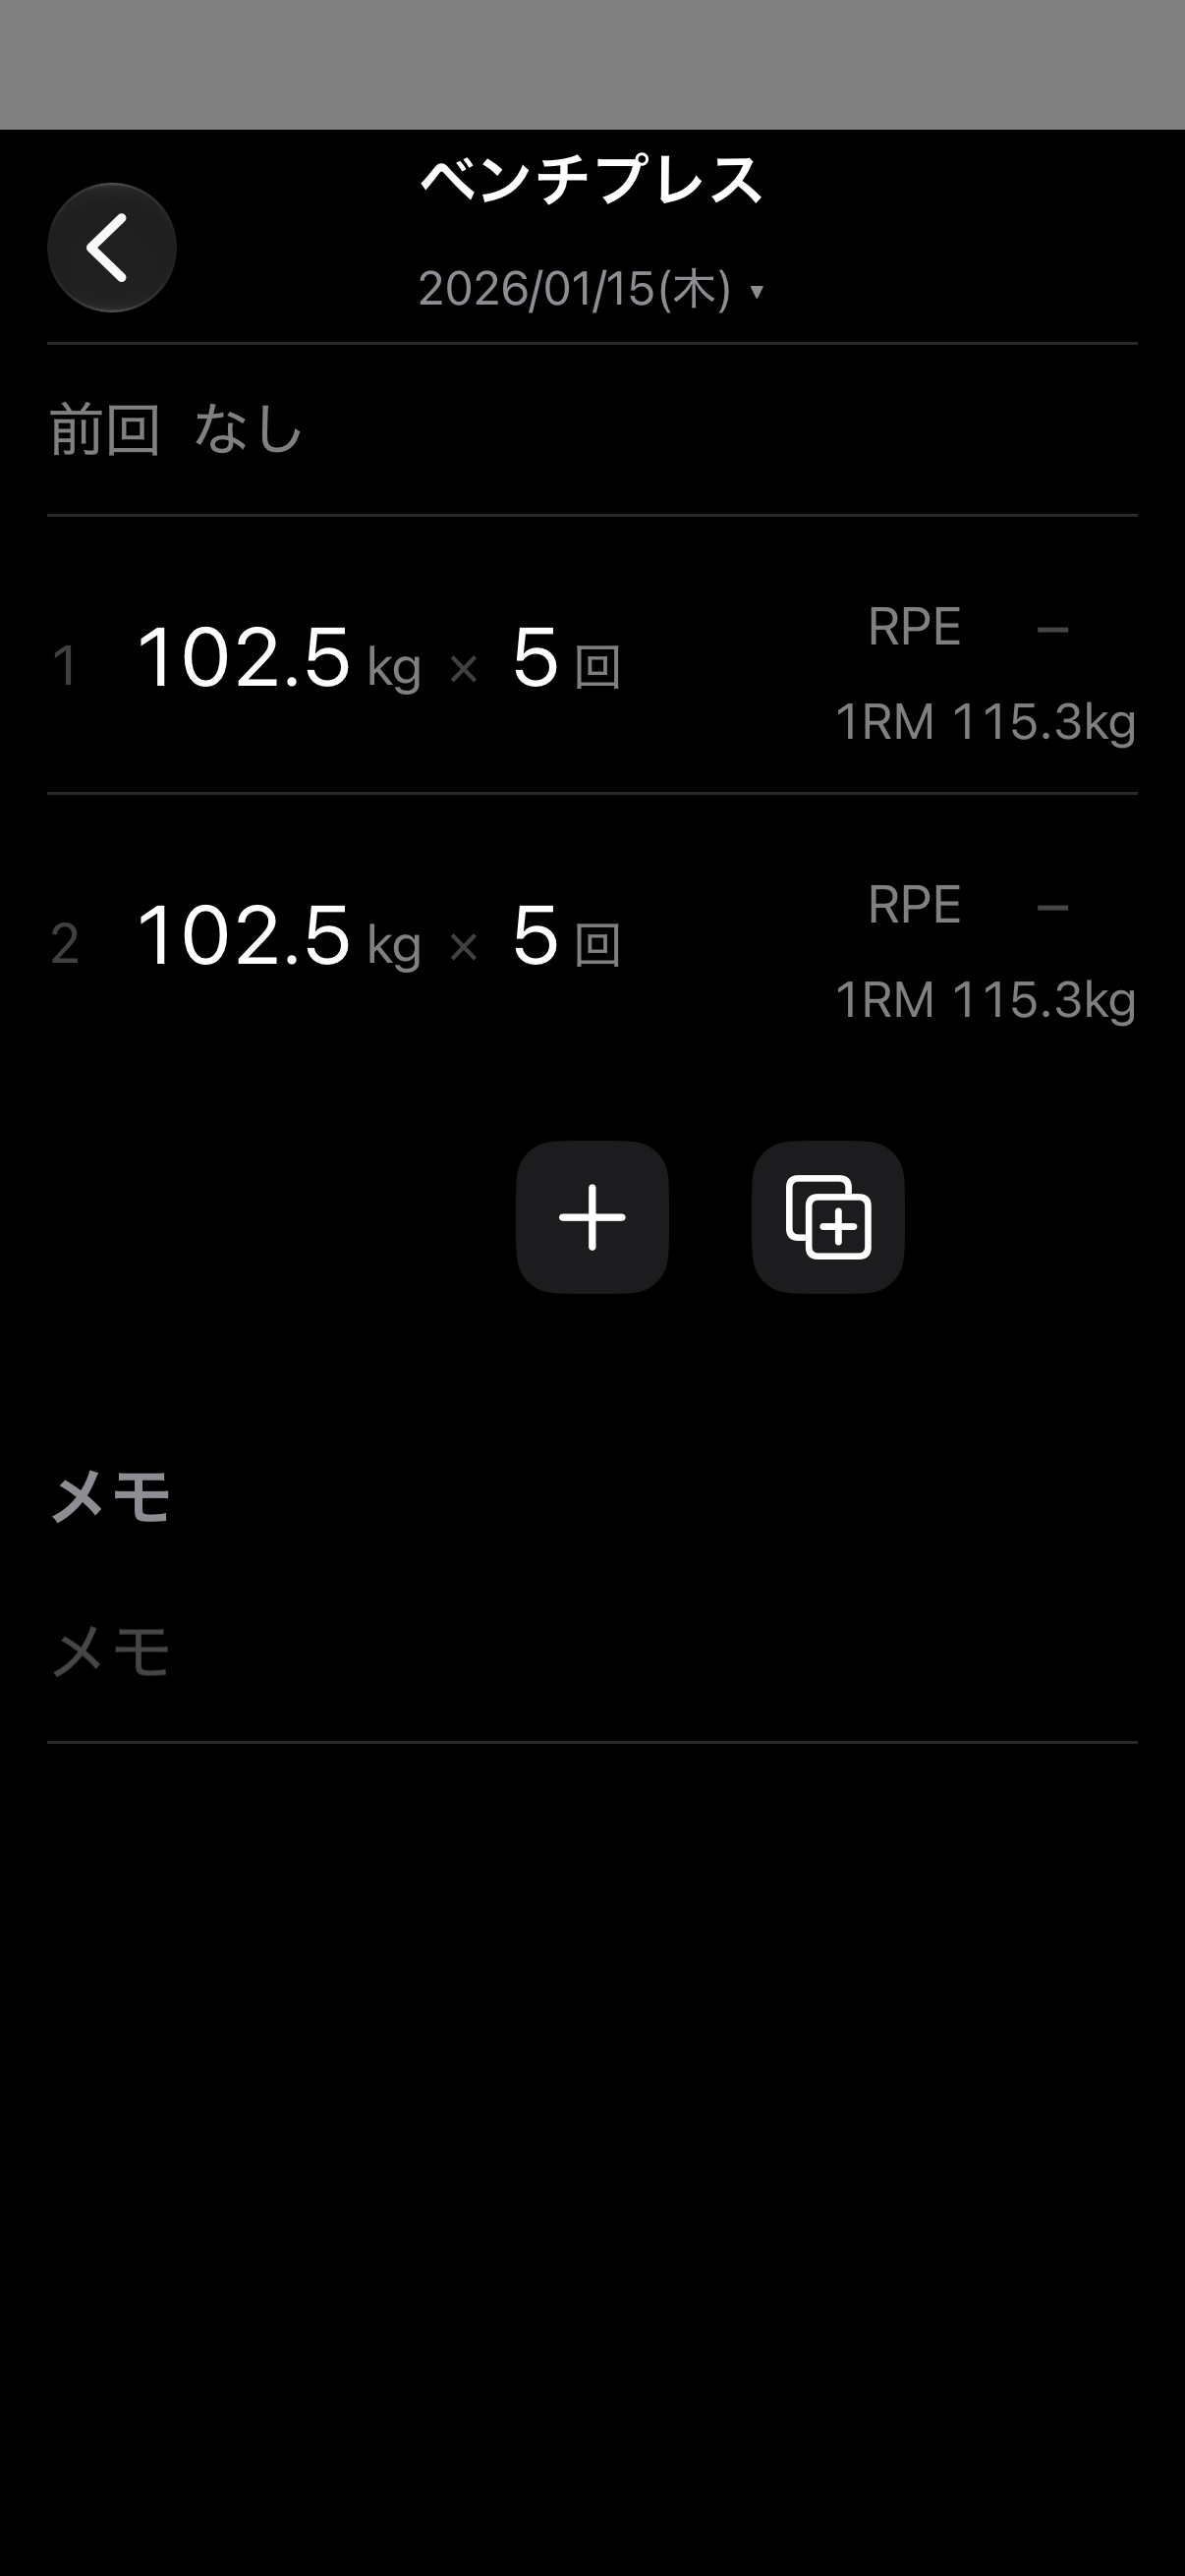 ベンチプレス
2026/01/15(木) ▼
前回 なし
RPE –
1 102.5 kg × 5 回
1RM 115.3kg
RPE –
2 102.5 kg × 5 回
1RM 115.3kg
メモ
メモ